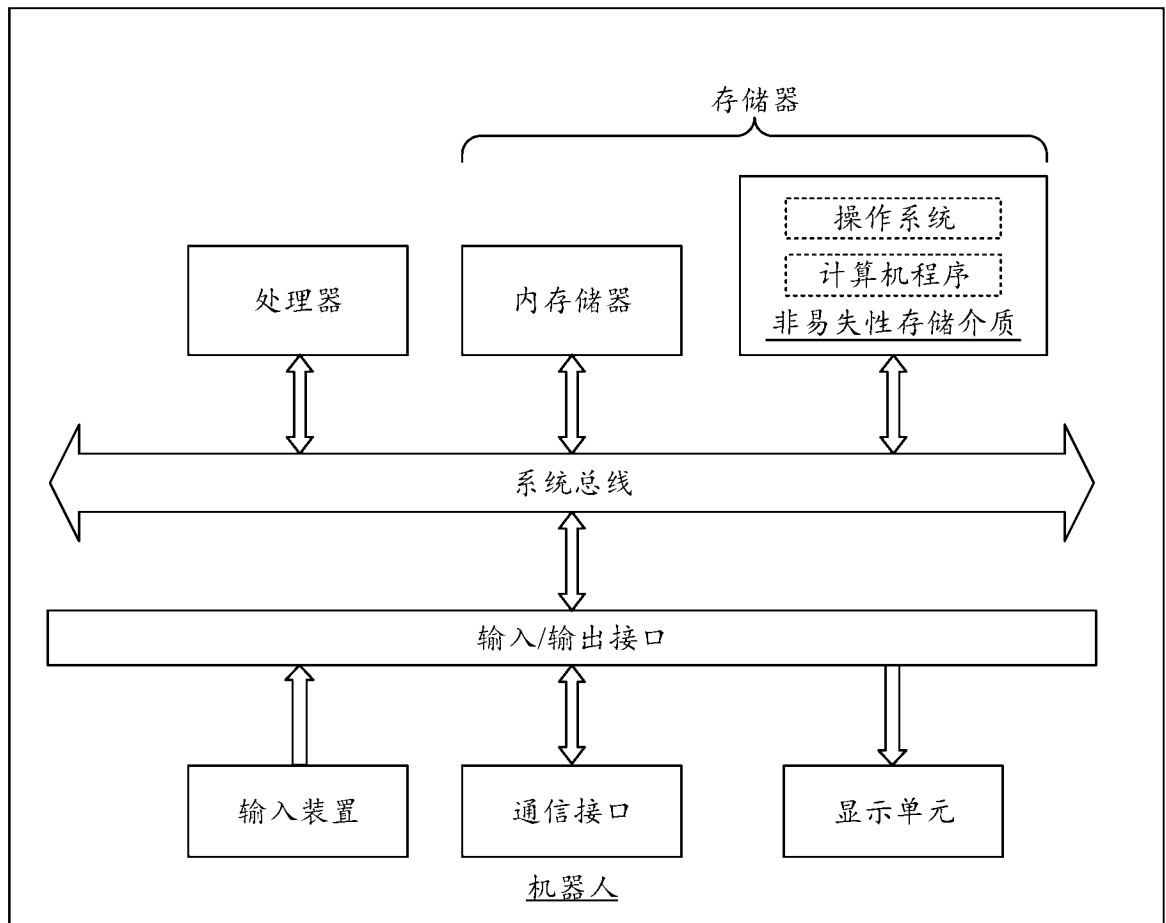 存储器
操作系统
计算机程序
非易失性存储介质
处理器
内存储器
系统总线
输入/输出接口
输入装置
通信接口
显示单元
机器人